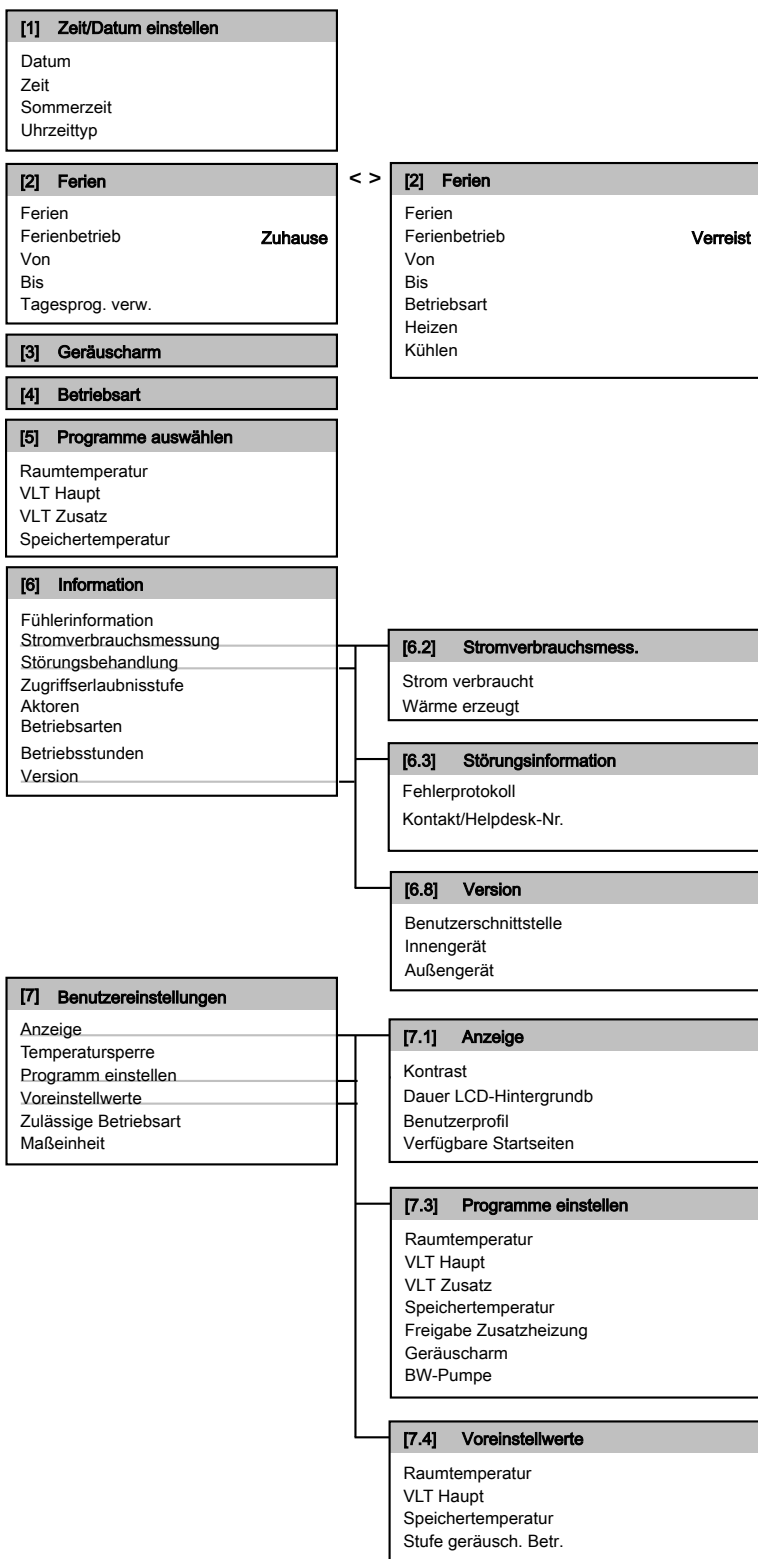 [1] Zeit/Datum einstellen
Datum
Zeit
Sommerzeit
Uhrzeittyp
[2] Ferien
Ferien
Ferienbetrieb Zuhause
Von
Bis
Tagesprog. verw.
< >
[2] Ferien
Ferien
Ferienbetrieb Verreist
Von
Bis
Betriebsart
Heizen
Kühlen
[3] Geräuscharm
[4] Betriebsart
[5] Programme auswählen
Raumtemperatur
VLT Haupt
VLT Zusatz
Speichertemperatur
[6] Information
Fühlerinformation
Stromverbrauchsmessung
Störungsbehandlung
Zugriffserlaubnisstufe
Aktoren
Betriebsarten
Betriebsstunden
Version
[6.2] Stromverbrauchsmess.
Strom verbraucht
Wärme erzeugt
[6.3] Störungsinformation
Fehlerprotokoll
Kontakt/Helpdesk-Nr.
[6.8] Version
Benutzerschnittstelle
Innengerät
Außengerät
[7] Benutzereinstellungen
Anzeige
Temperatursperre
Programm einstellen
Voreinstellwerte
Zulässige Betriebsart
Maßeinheit
[7.1] Anzeige
Kontrast
Dauer LCD-Hintergrundb
Benutzerprofil
Verfügbare Startseiten
[7.3] Programme einstellen
Raumtemperatur
VLT Haupt
VLT Zusatz
Speichertemperatur
Freigabe Zusatzheizung
Geräuscharm
BW-Pumpe
[7.4] Voreinstellwerte
Raumtemperatur
VLT Haupt
Speichertemperatur
Stufe geräusch. Betr.